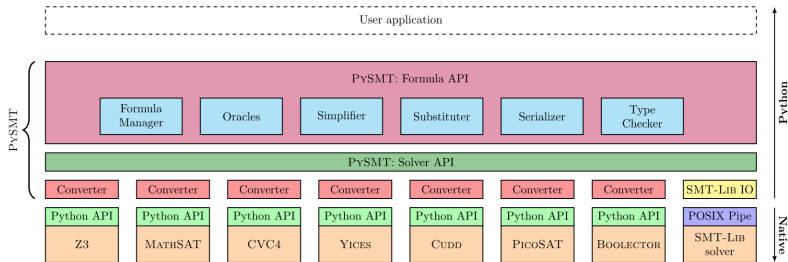 User application
PYSMT: Formula API
Formula
Manager
Oracles
Simplifier
Substituter
Serializer
Type
Checker
PYSMT: Solver API
Converter Converter Converter Converter Converter Converter Converter SMT-LIB IO
Python API Python API Python API Python API Python API Python API Python API POSIX Pipe
Z3 MATHSAT CVC4 YICES CUDD PICOSAT BOOLECTOR SMT-LIB
solver
PYSMT
Python
Native